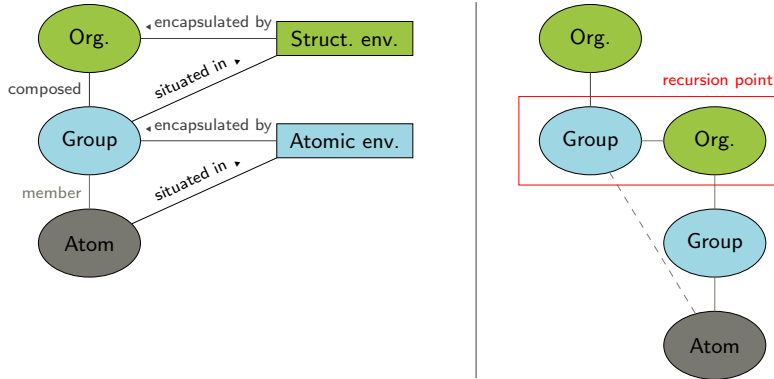 Org.
encapsulated by
Struct. env.
composed
situated in
Group
encapsulated by
Atomic env.
member
situated in
Atom
Org.
recursion point
Group
Org.
Group
Atom